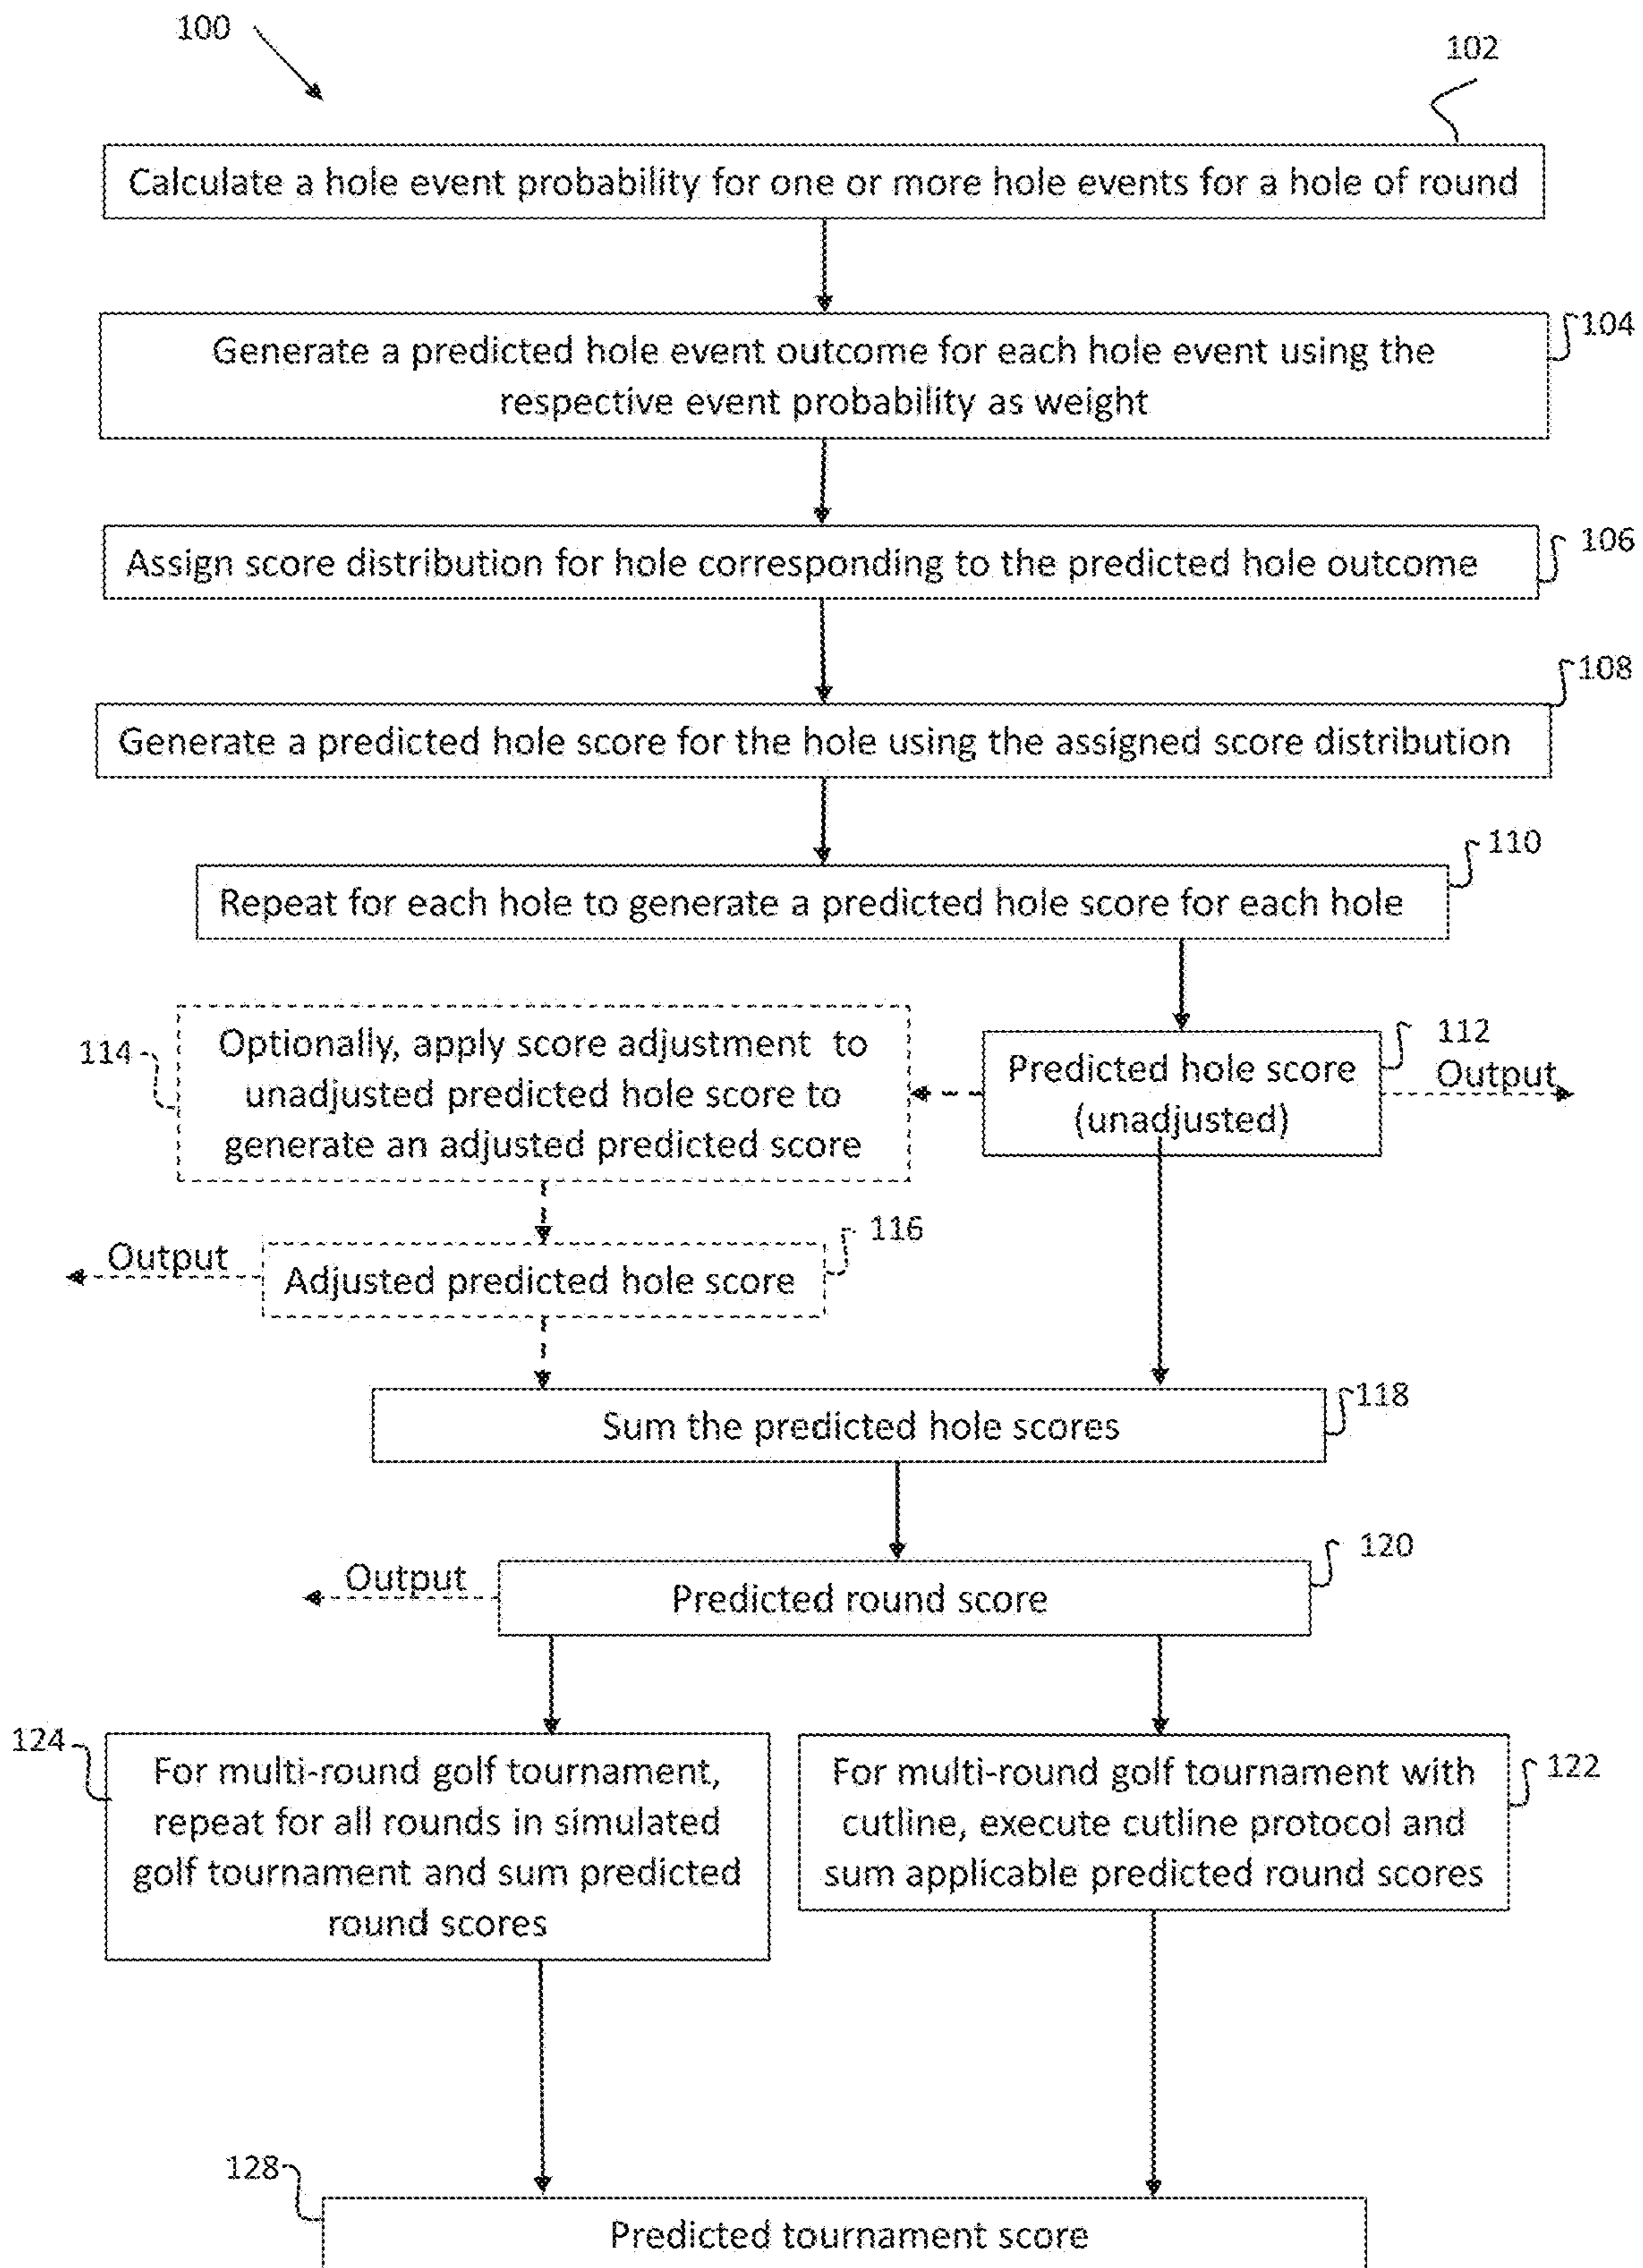 100
102
Calculate a hole event probability for one or more hole events for a hole of round
104
Generate a predicted hole event outcome for each hole event using the
respective event probability as weight
106
Assign score distribution for hole corresponding to the predicted hole outcome
108
Generate a predicted hole score for the hole using the assigned score distribution
110
Repeat for each hole to generate a predicted hole score for each hole
114
Optionally, apply score adjustment to
unadjusted predicted hole score to
generate an adjusted predicted score
112
Predicted hole score
(unadjusted)
Output
116
Output
Adjusted predicted hole score
118
Sum the predicted hole scores
120
Output
Predicted round score
124
For multi-round golf tournament,
repeat for all rounds in simulated
golf tournament and sum predicted
round scores
122
For multi-round golf tournament with
cutline, execute cutline protocol and
sum applicable predicted round scores
128
Predicted tournament score